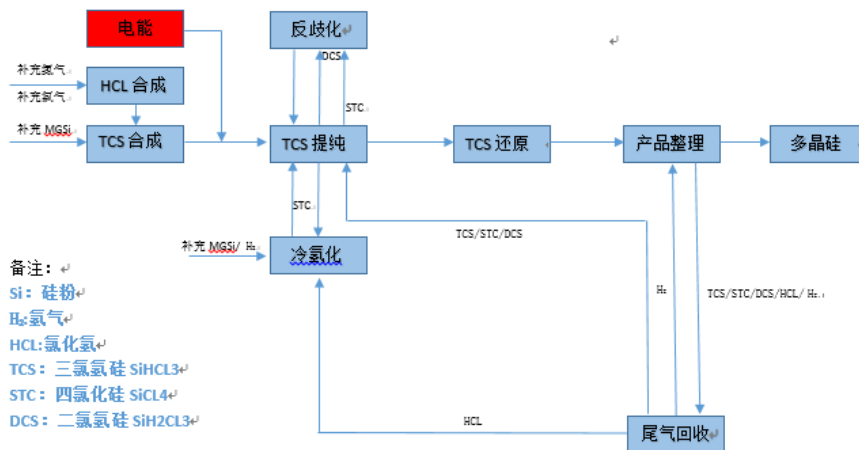 电能
反歧化
补充氢气
DCS
HCL 合成
补充氯气
STC
补充 MGSi
TCS 合成
TCS 提纯
TCS 还原
产品整理
多晶硅
STC
补充 MGSi/ H₂
冷氢化
TCS/STC/DCS
H₂
TCS/STC/DCS/HCL/ H₂
备注：
Si：硅粉
H₂:氢气
HCL:氯化氢
TCS：三氯氢硅 SiHCL3
STC：四氯化硅 SiCL4
DCS：二氯氢硅 SiH2CL3
HCL
尾气回收